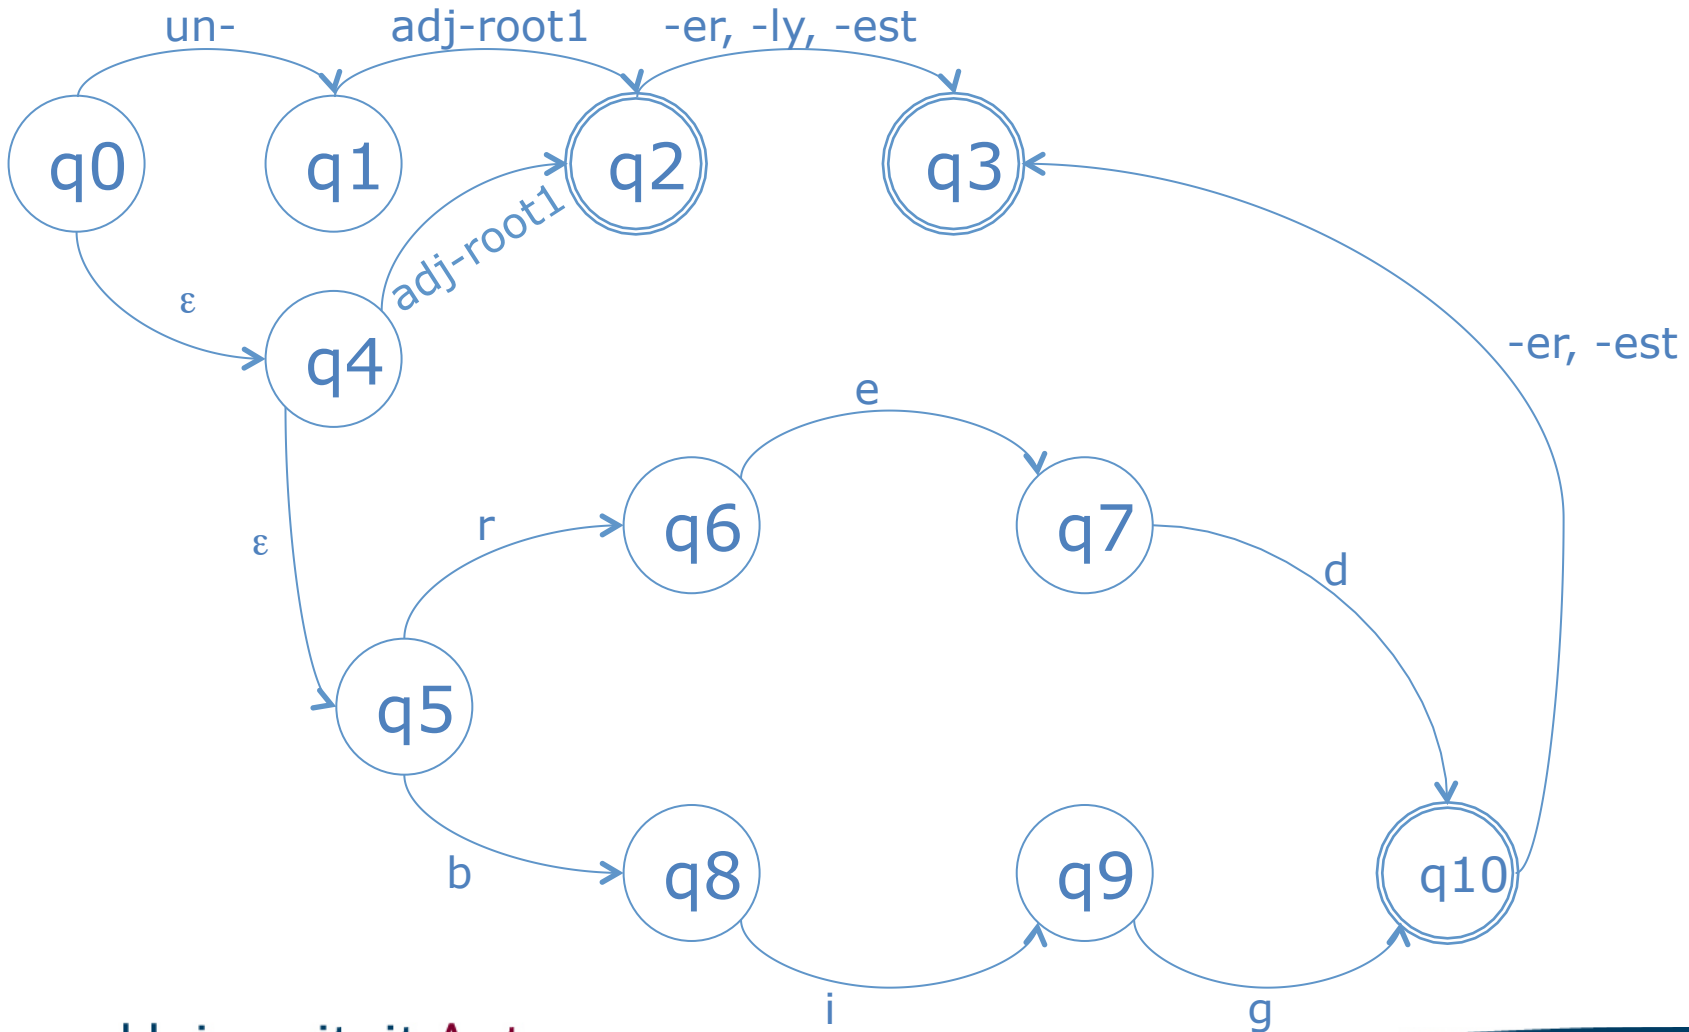 un-
adj-root1
-er, -ly, -est
q0
q1
q2
q3
adj-root1
ε
q4
-er, -est
e
r
q6
q7
ε
d
q5
b
q8
q9
q10
i
g